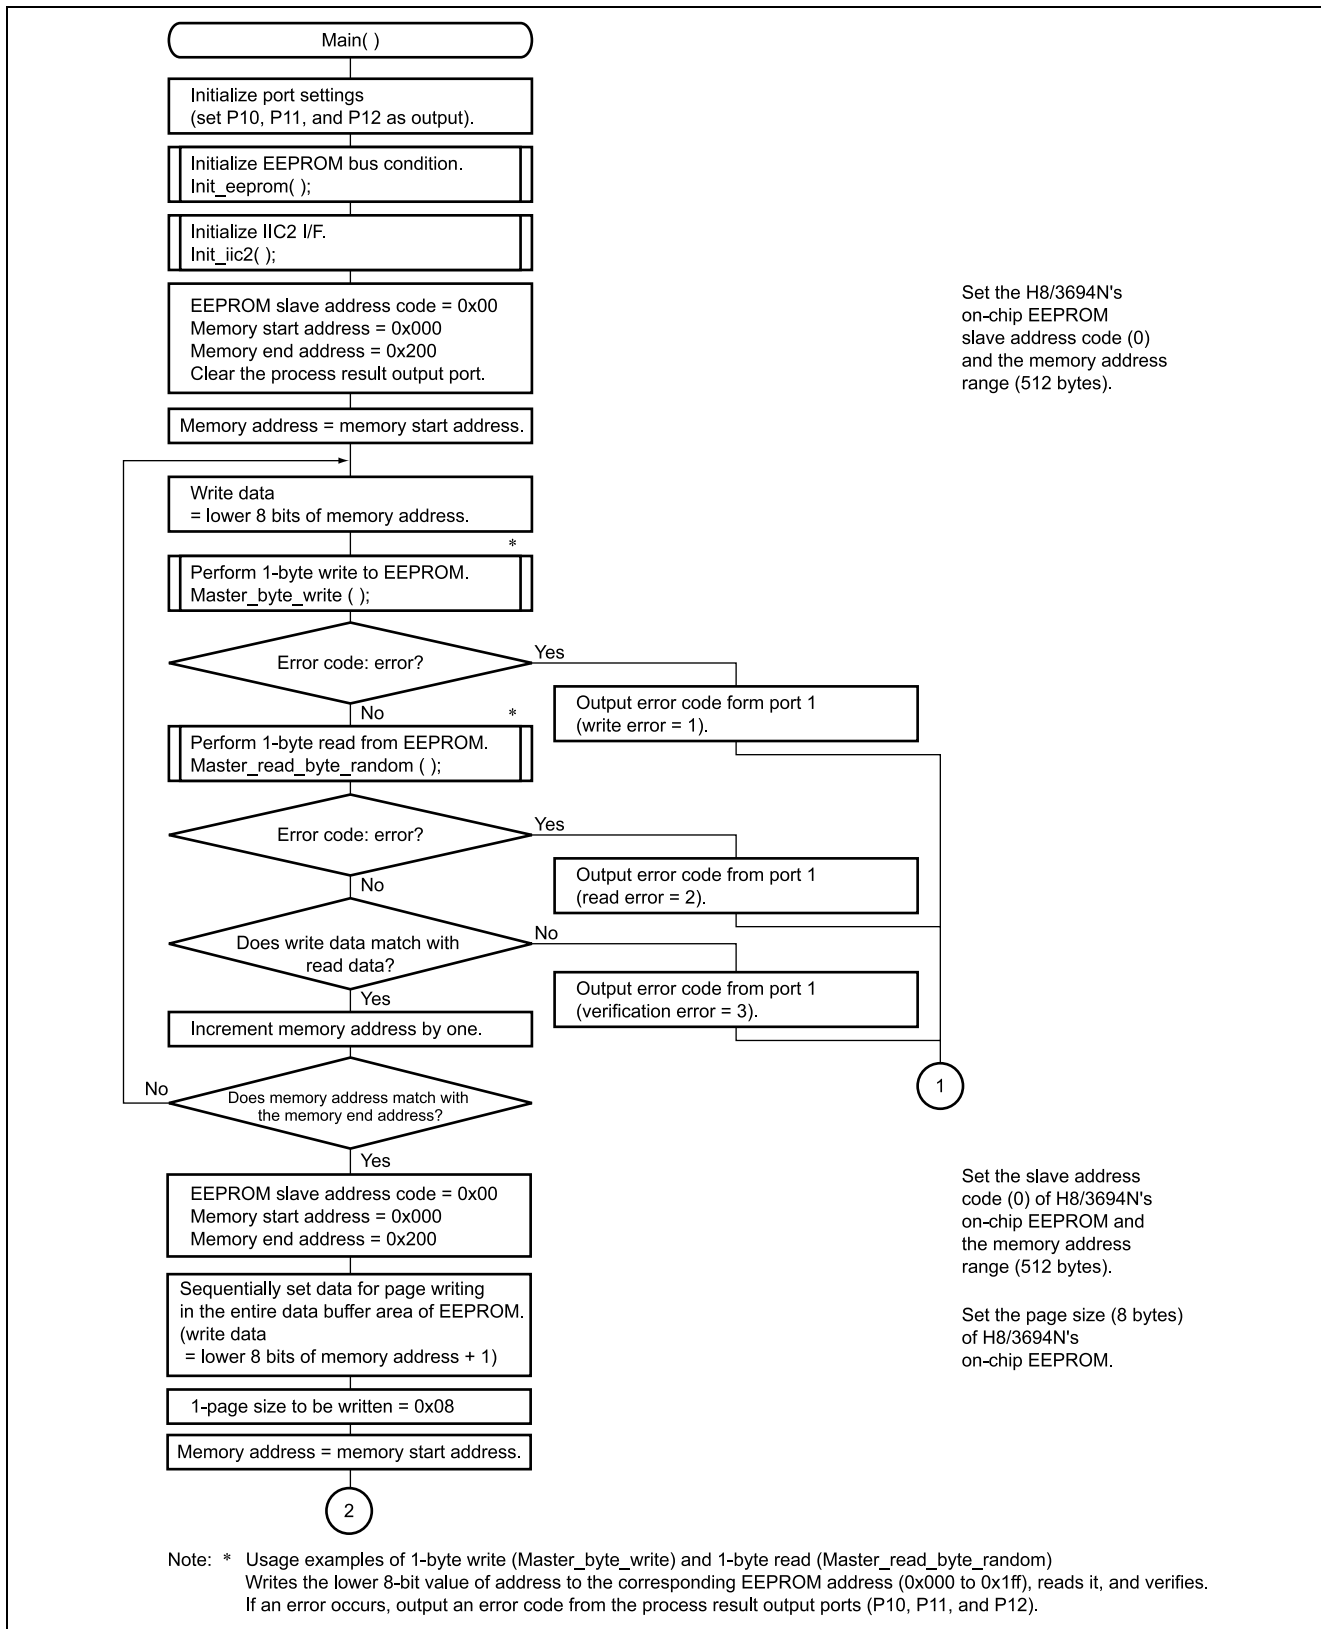 Main( )
Initialize port settings
(set P10, P11, and P12 as output).
Initialize EEPROM bus condition.
Init_eeprom( );
Initialize IIC2 I/F.
Init_iic2( );
EEPROM slave address code = 0x00
Memory start address = 0x000
Memory end address = 0x200
Clear the process result output port.
Set the H8/3694N's
on-chip EEPROM
slave address code (0)
and the memory address
range (512 bytes).
Memory address = memory start address.
Write data
= lower 8 bits of memory address.
*
Perform 1-byte write to EEPROM.
Master_byte_write ( );
Error code: error?
Yes
Output error code form port 1
(write error = 1).
No
*
Perform 1-byte read from EEPROM.
Master_read_byte_random ( );
Error code: error?
Yes
Output error code from port 1
(read error = 2).
No
Does write data match with
read data?
No
Output error code from port 1
(verification error = 3).
Yes
Increment memory address by one.
1
No
Does memory address match with
the memory end address?
Yes
EEPROM slave address code = 0x00
Memory start address = 0x000
Memory end address = 0x200
Set the slave address
code (0) of H8/3694N's
on-chip EEPROM and
the memory address
range (512 bytes).
Sequentially set data for page writing
in the entire data buffer area of EEPROM.
(write data
= lower 8 bits of memory address + 1)
Set the page size (8 bytes)
of H8/3694N's
on-chip EEPROM.
1-page size to be written = 0x08
Memory address = memory start address.
2
Note: * Usage examples of 1-byte write (Master_byte_write) and 1-byte read (Master_read_byte_random)
Writes the lower 8-bit value of address to the corresponding EEPROM address (0x000 to 0x1ff), reads it, and verifies.
If an error occurs, output an error code from the process result output ports (P10, P11, and P12).